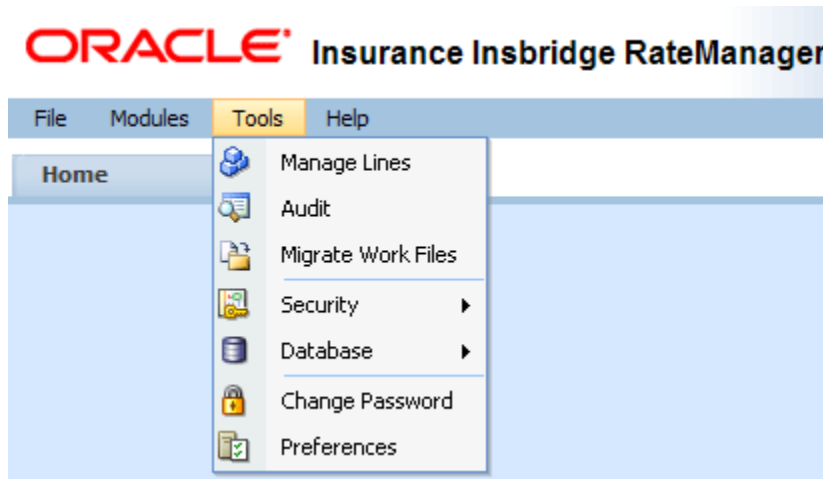 ORACLE Insurance Insbridge RateManager
File Modules Tools Help
Home
Manage Lines
Audit
Migrate Work Files
Security
Database
Change Password
Preferences